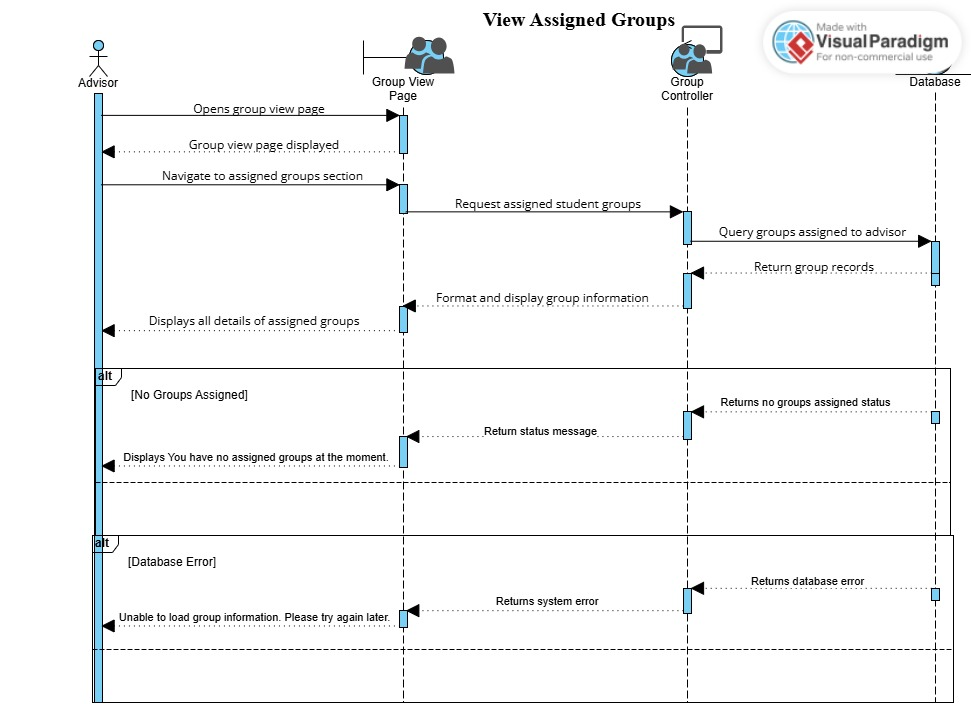 View Assigned Groups
Made with
Visual Paradigm
For non-commercial use
Advisor
Group View
Page
Group
Controller
Database
Opens group view page
Group view page displayed
Navigate to assigned groups section
Request assigned student groups
Query groups assigned to advisor
Return group records
Format and display group information
Displays all details of assigned groups
alt
[No Groups Assigned]
Returns no groups assigned status
Return status message
Displays You have no assigned groups at the moment.
alt
[Database Error]
Returns database error
Returns system error
Unable to load group information. Please try again later.